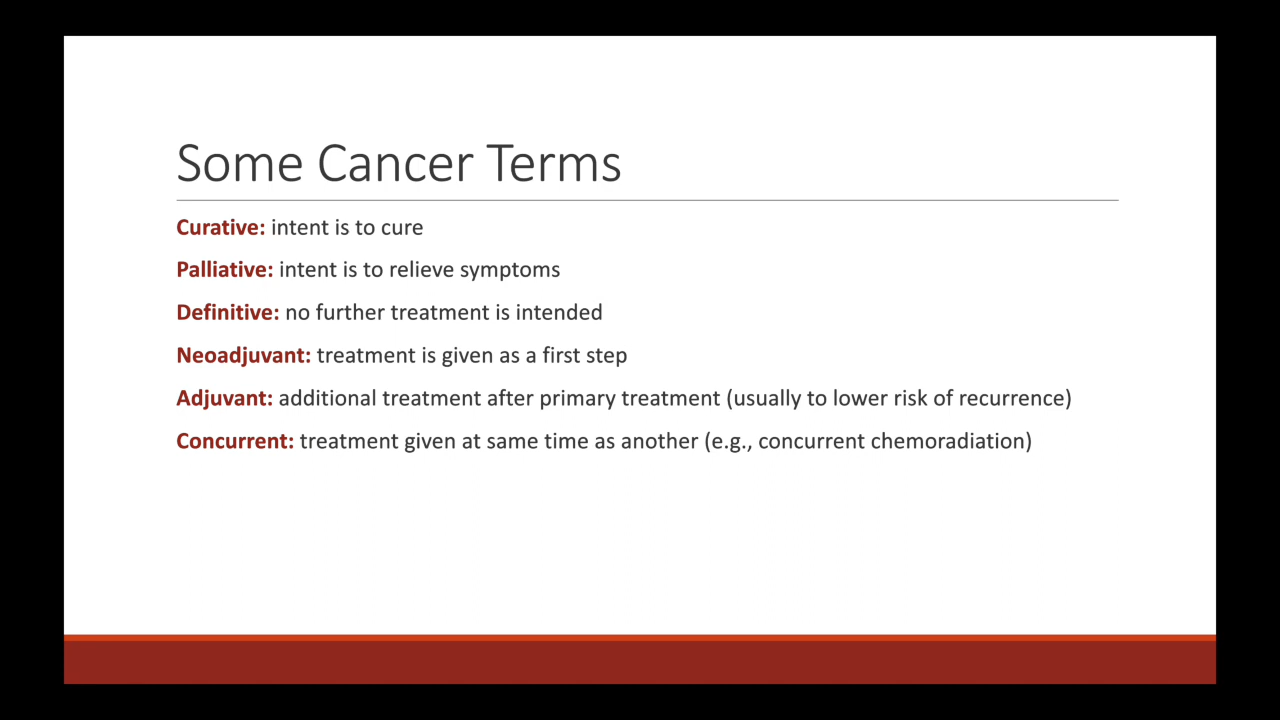 Some Cancer Terms
Curative: intent is to cure
Palliative: intent is to relieve symptoms
Definitive: no further treatment is intended
Neoadjuvant: treatment is given as a first step
Adjuvant: additional treatment after primary treatment (usually to lower risk of recurrence)
Concurrent: treatment given at same time as another (e.g., concurrent chemoradiation)